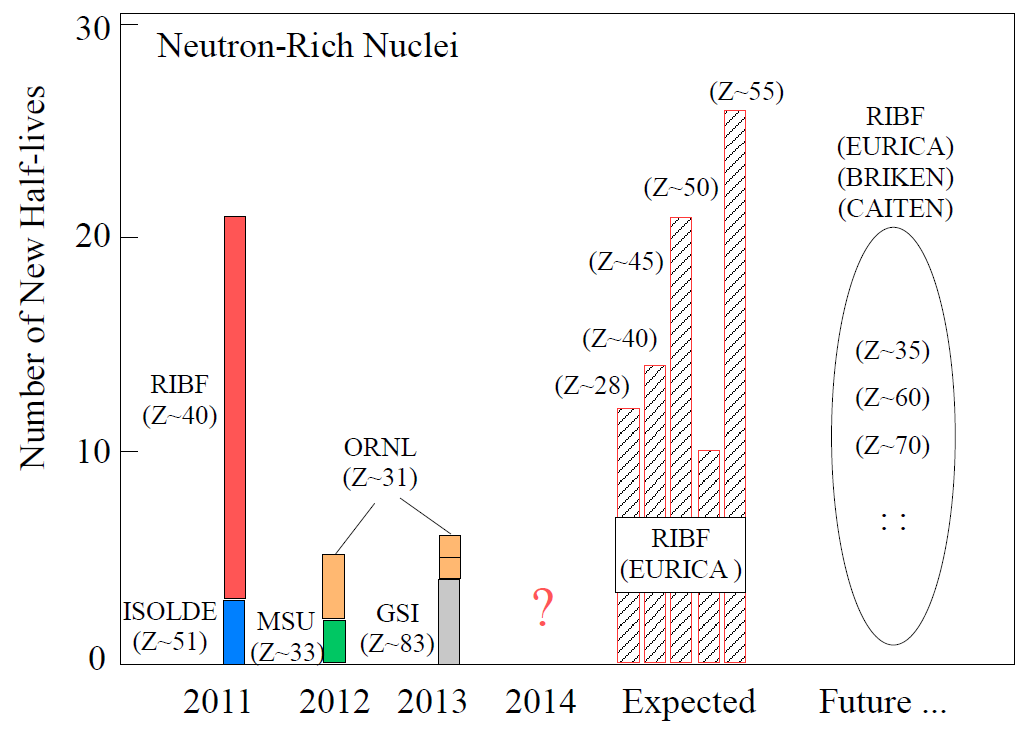 30
Neutron-Rich Nuclei
Number of New Half-lives
20
10
0
RIBF
(Z~40)
ISOLDE
(Z~51)
MSU
(Z~33)
ORNL
(Z~31)
GSI
(Z~83)
?
(Z~28)
(Z~40)
(Z~45)
(Z~50)
(Z~55)
RIBF
(EURICA )
RIBF
(EURICA)
(BRIKEN)
(CAITEN)
(Z~35)
(Z~60)
(Z~70)
: :
2011 2012 2013 2014 Expected Future ...